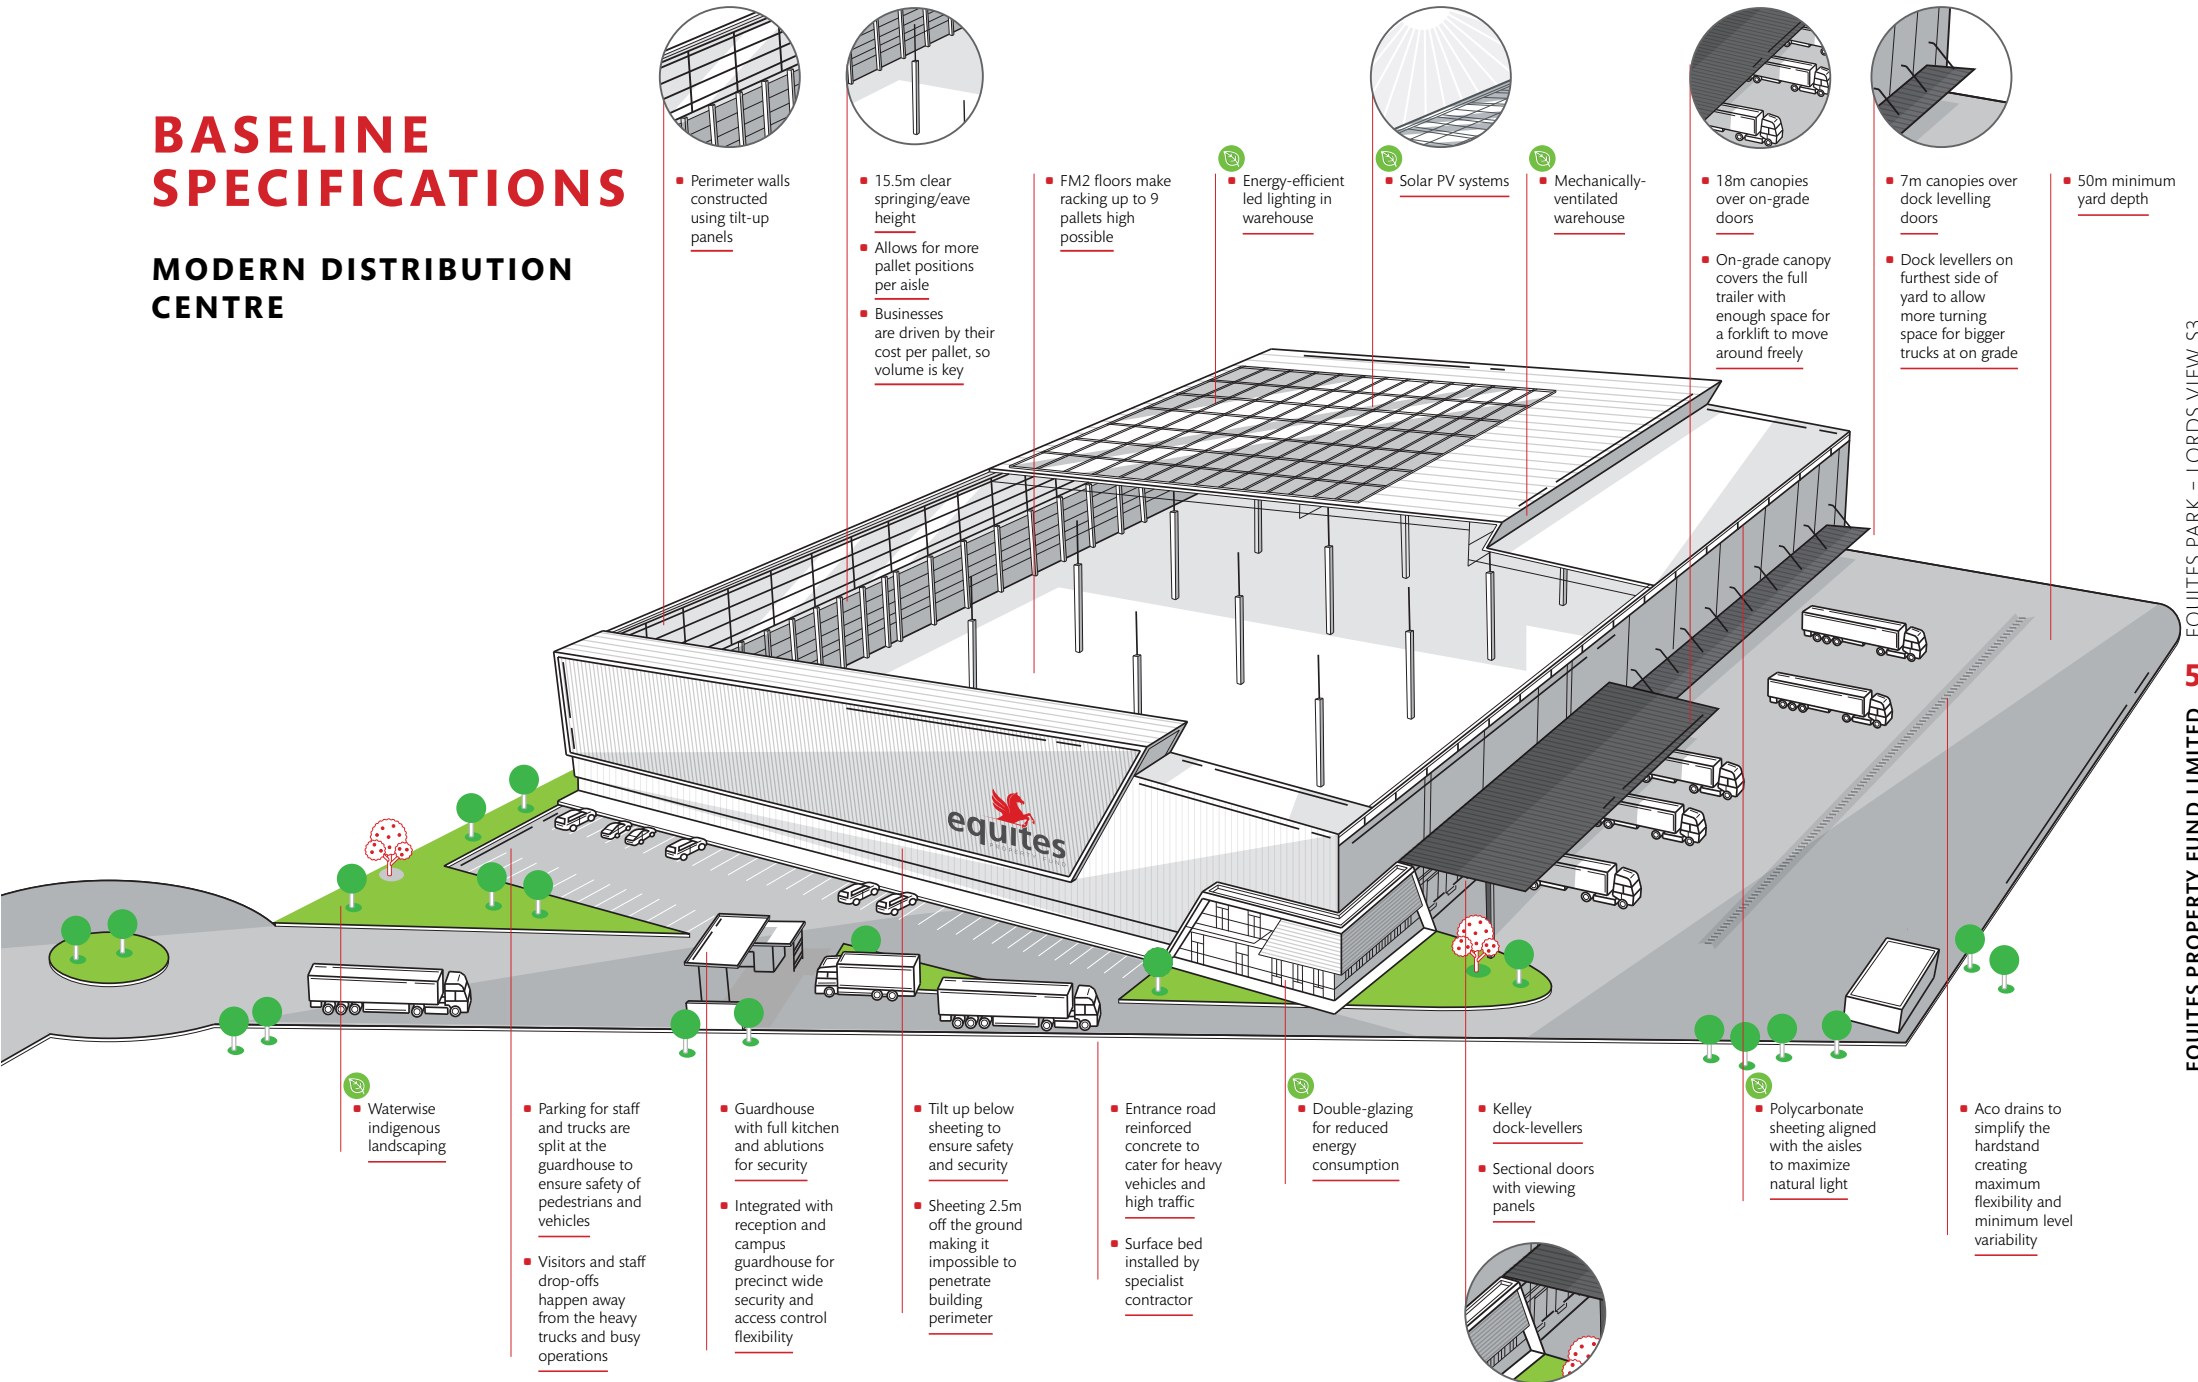 BASELINE
SPECIFICATIONS
MODERN DISTRIBUTION
CENTRE
Perimeter walls
constructed
using tilt-up
panels
15.5m clear
springing/eave
height
Allows for more
pallet positions
per aisle
Businesses
are driven by their
cost per pallet, so
volume is key
FM2 floors make
racking up to 9
pallets high
possible
Energy-efficient
led lighting in
warehouse
Solar PV systems
Mechanically-
ventilated
warehouse
18m canopies
over on-grade
doors
On-grade canopy
covers the full
trailer with
enough space for
a forklift to move
around freely
7m canopies over
dock levelling
doors
Dock levellers on
furthest side of
yard to allow
more turning
space for bigger
trucks at on grade
50m minimum
yard depth
equites
Waterwise
indigenous
landscaping
Parking for staff
and trucks are
split at the
guardhouse to
ensure safety of
pedestrians and
vehicles
Visitors and staff
drop-offs
happen away
from the heavy
trucks and busy
operations
Guardhouse
with full kitchen
and ablutions
for security
Integrated with
reception and
campus
guardhouse for
precinct wide
security and
access control
flexibility
Tilt up below
sheeting to
ensure safety
and security
Sheeting 2.5m
off the ground
making it
impossible to
penetrate
building
perimeter
Entrance road
reinforced
concrete to
cater for heavy
vehicles and
high traffic
Surface bed
installed by
specialist
contractor
Double-glazing
for reduced
energy
consumption
Kelley
dock-levellers
Sectional doors
with viewing
panels
Polycarbonate
sheeting aligned
with the aisles
to maximize
natural light
Aco drains to
simplify the
hardstand
creating
maximum
flexibility and
minimum level
variability
EQUITES PROPERTY FUND LIMITED 5 EQUITES PARK – LORDS VIEW S3